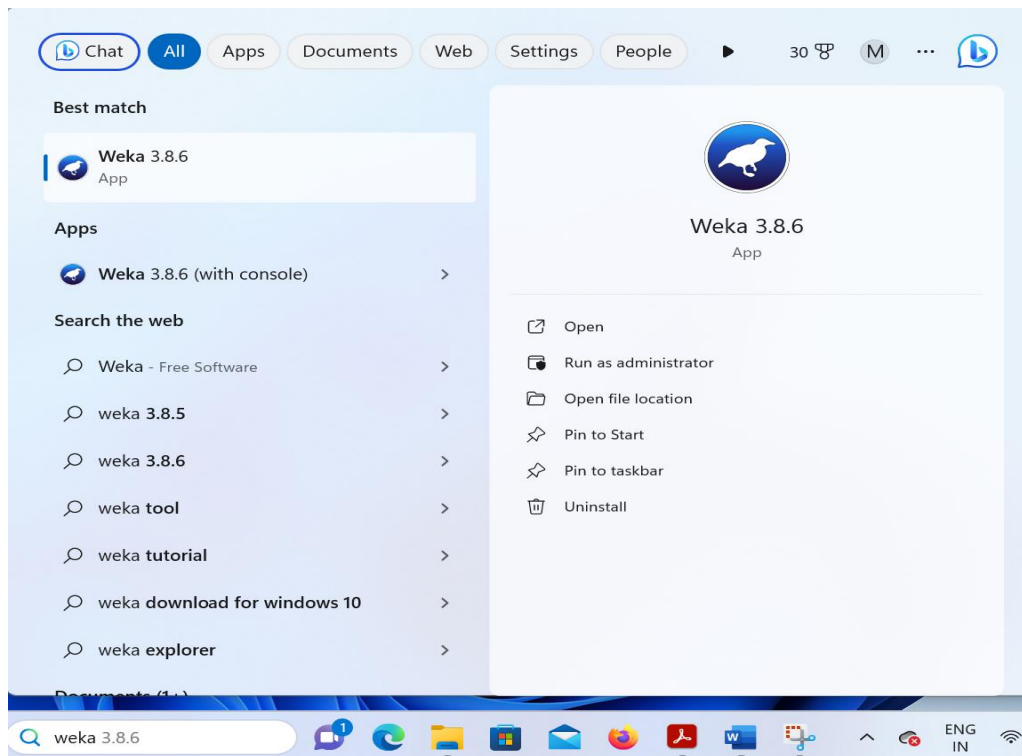 Chat All Apps Documents Web Settings People 30 M
Best match
Weka 3.8.6
App
Apps
Weka 3.8.6 (with console)
Search the web
Weka - Free Software
weka 3.8.5
weka 3.8.6
weka tool
weka tutorial
weka download for windows 10
weka explorer
Documents (1+)
Weka 3.8.6
App
Open
Run as administrator
Open file location
Pin to Start
Pin to taskbar
Uninstall
weka 3.8.6
1
W
ENG
IN